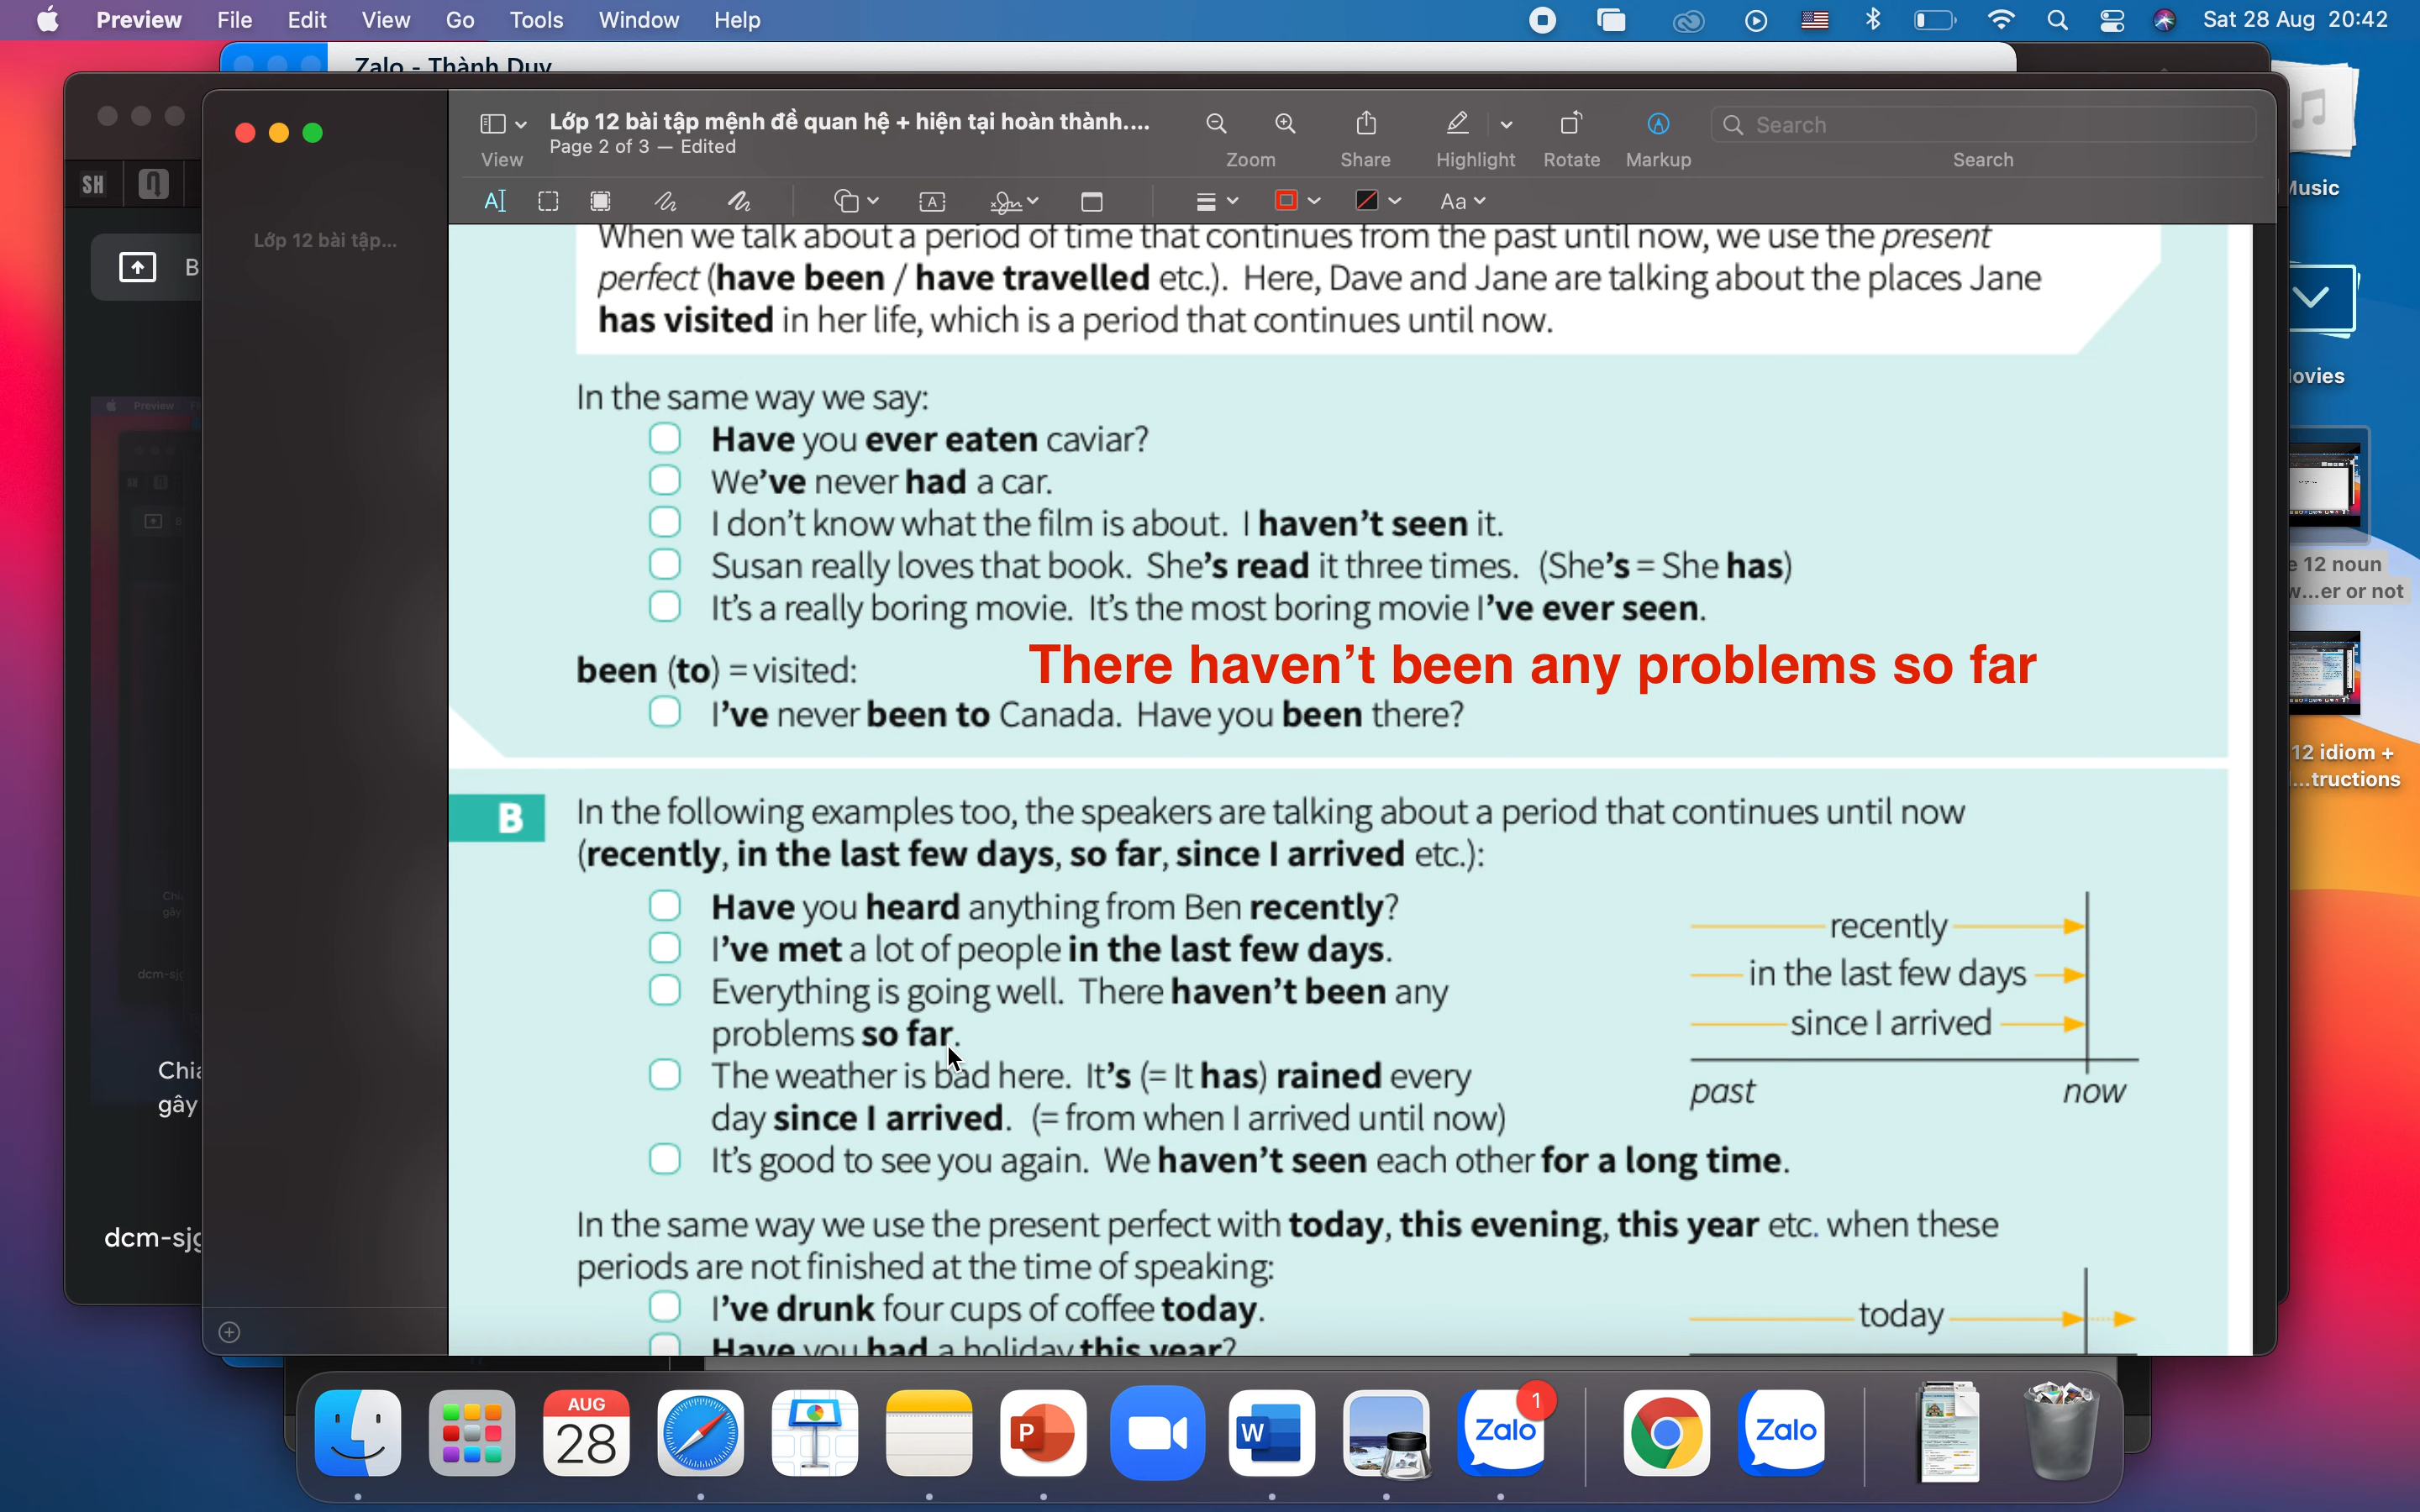 Preview File Edit View Go Tools Window Help Sat 28 Aug 20:42
Zalo - Thành Duy
Lớp 12 bài tập mệnh đề quan hệ + hiện tại hoàn thành....
Page 2 of 3 — Edited
View Zoom Share Highlight Rotate Markup Search
Search
SH
Aa
Lớp 12 bài tập...
B
When we talk about a period of time that continues from the past until now, we use the present
perfect (have been / have travelled etc.). Here, Dave and Jane are talking about the places Jane
has visited in her life, which is a period that continues until now.
In the same way we say:
Have you ever eaten caviar?
We've never had a car.
I don't know what the film is about. I haven't seen it.
Susan really loves that book. She's read it three times. (She's = She has)
It's a really boring movie. It's the most boring movie I've ever seen.
been (to) = visited:
There haven't been any problems so far
I've never been to Canada. Have you been there?
B
In the following examples too, the speakers are talking about a period that continues until now
(recently, in the last few days, so far, since I arrived etc.):
Have you heard anything from Ben recently?
I've met a lot of people in the last few days.
Everything is going well. There haven't been any
problems so far.
The weather is bad here. It's (= It has) rained every
day since I arrived. (= from when I arrived until now)
It's good to see you again. We haven't seen each other for a long time.
recently
in the last few days
since I arrived
past now
In the same way we use the present perfect with today, this evening, this year etc. when these
periods are not finished at the time of speaking:
I've drunk four cups of coffee today.
Have you had a holiday this year?
today
Chia
gây
dcm-sjg
Music
ovies
e 12 noun
w...er or not
12 idiom +
...tructions
AUG
28
P
W
Zalo
1
Zalo